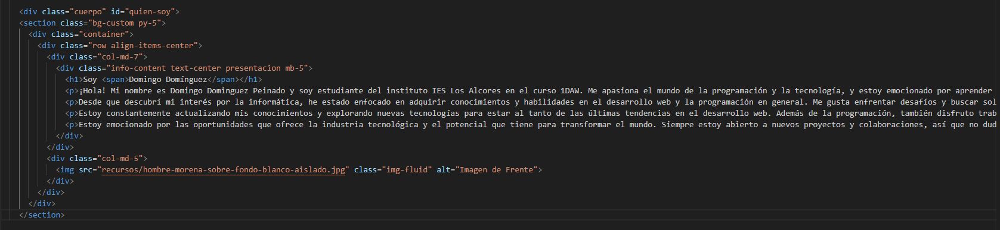 <div class="cuerpo" id="quien-soy">
<section class="bg-custom py-5">
<div class="container">
<div class="row align-items-center">
<div class="col-md-7">
<div class="info-content text-center presentacion mb-5">
<h1>Soy <span>Domingo Domínguez</span></h1>
<p>¡Hola! Mi nombre es Domingo Dominguez Peinado y soy estudiante del instituto IES Los Alcores en el curso 1DAW. Me apasiona el mundo de la programación y la tecnología, y estoy emocionado por aprender
<p>Desde que descubrí mi interés por la informática, he estado enfocado en adquirir conocimientos y habilidades en el desarrollo web y la programación en general. Me gusta enfrentar desafíos y buscar sol
<p>Estoy constantemente actualizando mis conocimientos y explorando nuevas tecnologías para estar al tanto de las últimas tendencias en el desarrollo web. Además de la programación, también disfruto trab
<p>Estoy emocionado por las oportunidades que ofrece la industria tecnológica y el potencial que tiene para transformar el mundo. Siempre estoy abierto a nuevos proyectos y colaboraciones, así que no dud
</div>
</div>
<div class="col-md-5">
<img src="recursos/hombre-morena-sobre-fondo-blanco-aislado.jpg" class="img-fluid" alt="Imagen de Frente">
</div>
</div>
</div>
</section>